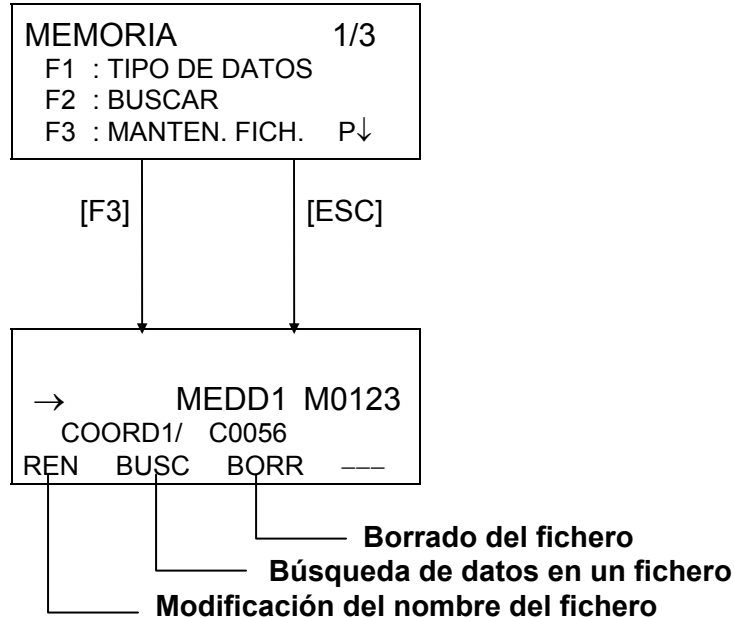 MEMORIA 1/3
F1 : TIPO DE DATOS
F2 : BUSCAR
F3 : MANTEN. FICH. P↓
[F3] [ESC]
→ MEDD1 M0123
COORD1/ C0056
REN BUSC BORR ---
Borrado del fichero
Búsqueda de datos en un fichero
Modificación del nombre del fichero